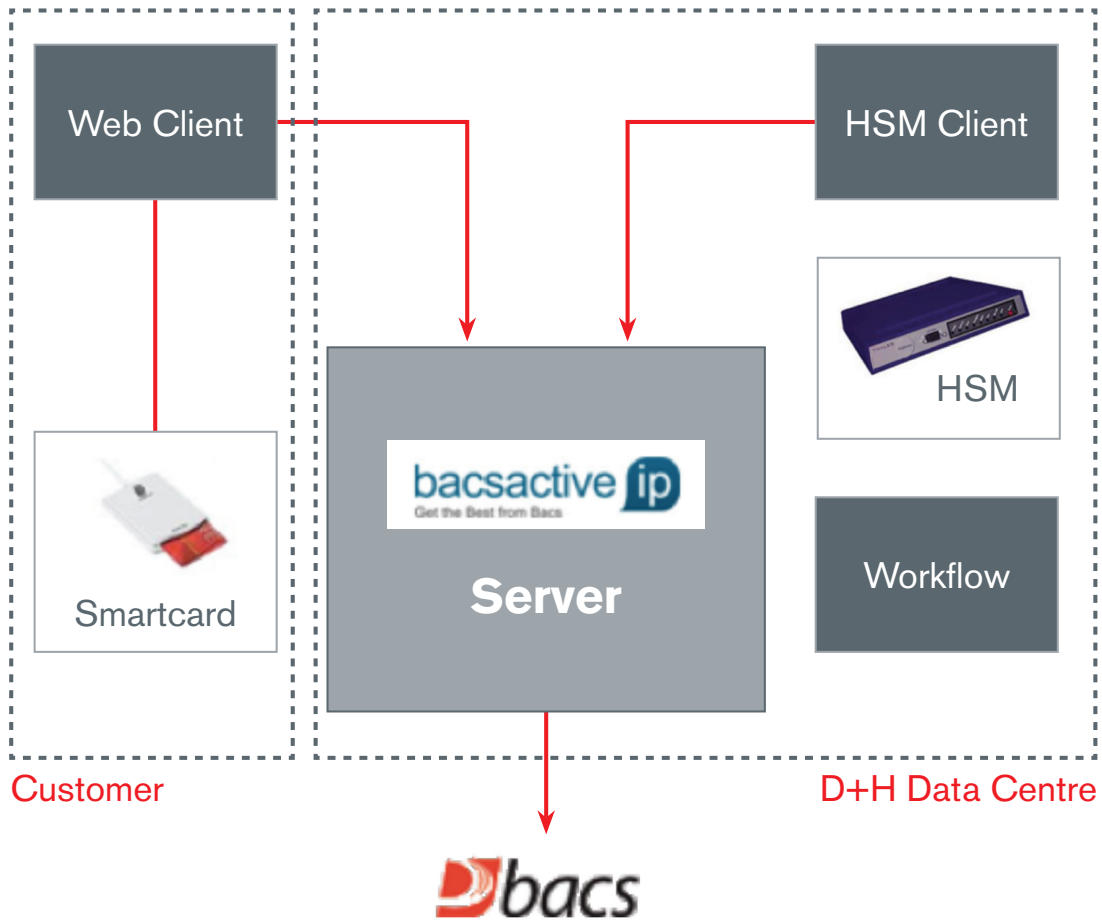 Web Client
HSM Client
HSM
bacsactive ip
Get the Best from Bacs
Server
Smartcard
Workflow
Customer
D+H Data Centre
bacs